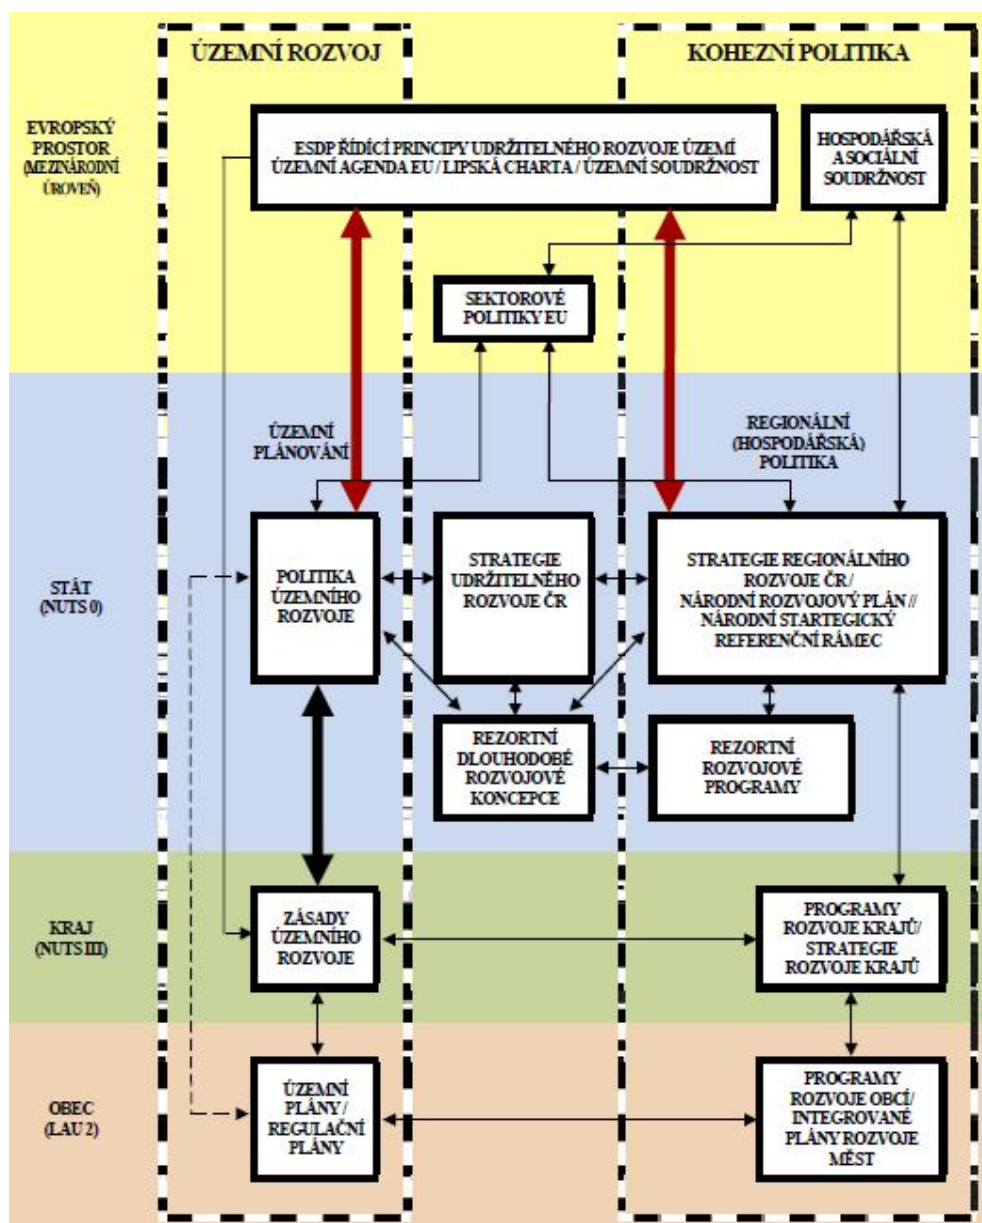 ÚZEMNÍ ROZVOJ
KOHEZNÍ POLITIKA
EVROPSKÝ
PROSTOR
(MEZINÁRODNÍ
ÚROVEŇ)
ESDP ŘÍDÍCÍ PRINCIPY UDRŽITELNÉHO ROZVOJE ÚZEMÍ
ÚZEMNÍ AGENDA EU / LIPSKÁ CHARTA / ÚZEMNÍ SOUDRŽNOST
HOSPODÁŘSKÁ
A SOCIÁLNÍ
SOUDRŽNOST
SEKTOROVÉ
POLITIKY EU
ÚZEMNÍ
PLÁNOVÁNÍ
REGIONÁLNÍ
(HOSPODÁŘSKÁ)
POLITIKA
STÁT
(NUTS 0)
POLITIKA
ÚZEMNÍHO
ROZVOJE
STRATEGIE
UDRŽITELNÉHO
ROZVOJE ČR
STRATEGIE REGIONÁLNÍHO
ROZVOJE ČR/
NÁRODNÍ ROZVOJOVÝ PLÁN //
NÁRODNÍ STARTEGICKÝ
REFERENČNÍ RÁMEC
REZORTNÍ
DLOUHODOBÉ
ROZVOJOVÉ
KONCEPCE
REZORTNÍ
ROZVOJOVÉ
PROGRAMY
KRAJ
(NUTS III)
ZÁSADY
ÚZEMNÍHO
ROZVOJE
PROGRAMY
ROZVOJE KRAJŮ/
STRATEGIE
ROZVOJE KRAJŮ
OBEC
(LAU 2)
ÚZEMNÍ
PLÁNY /
REGULAČNÍ
PLÁNY
PROGRAMY
ROZVOJE OBCÍ/
INTEGROVANÉ
PLÁNY ROZVOJE
MĚST